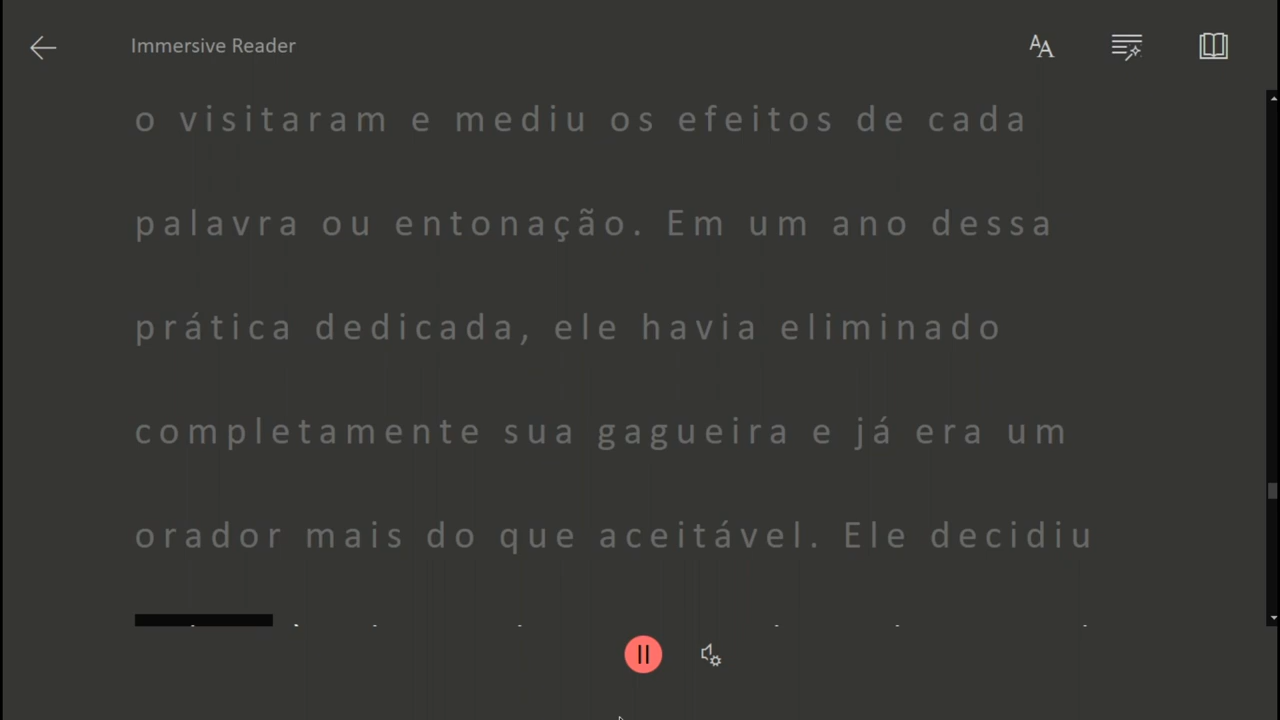 Immersive Reader
o visitaram e mediu os efeitos de cada
palavra ou entonação. Em um ano dessa
prática dedicada, ele havia eliminado
completamente sua gagueira e já era um
orador mais do que aceitável. Ele decidiu